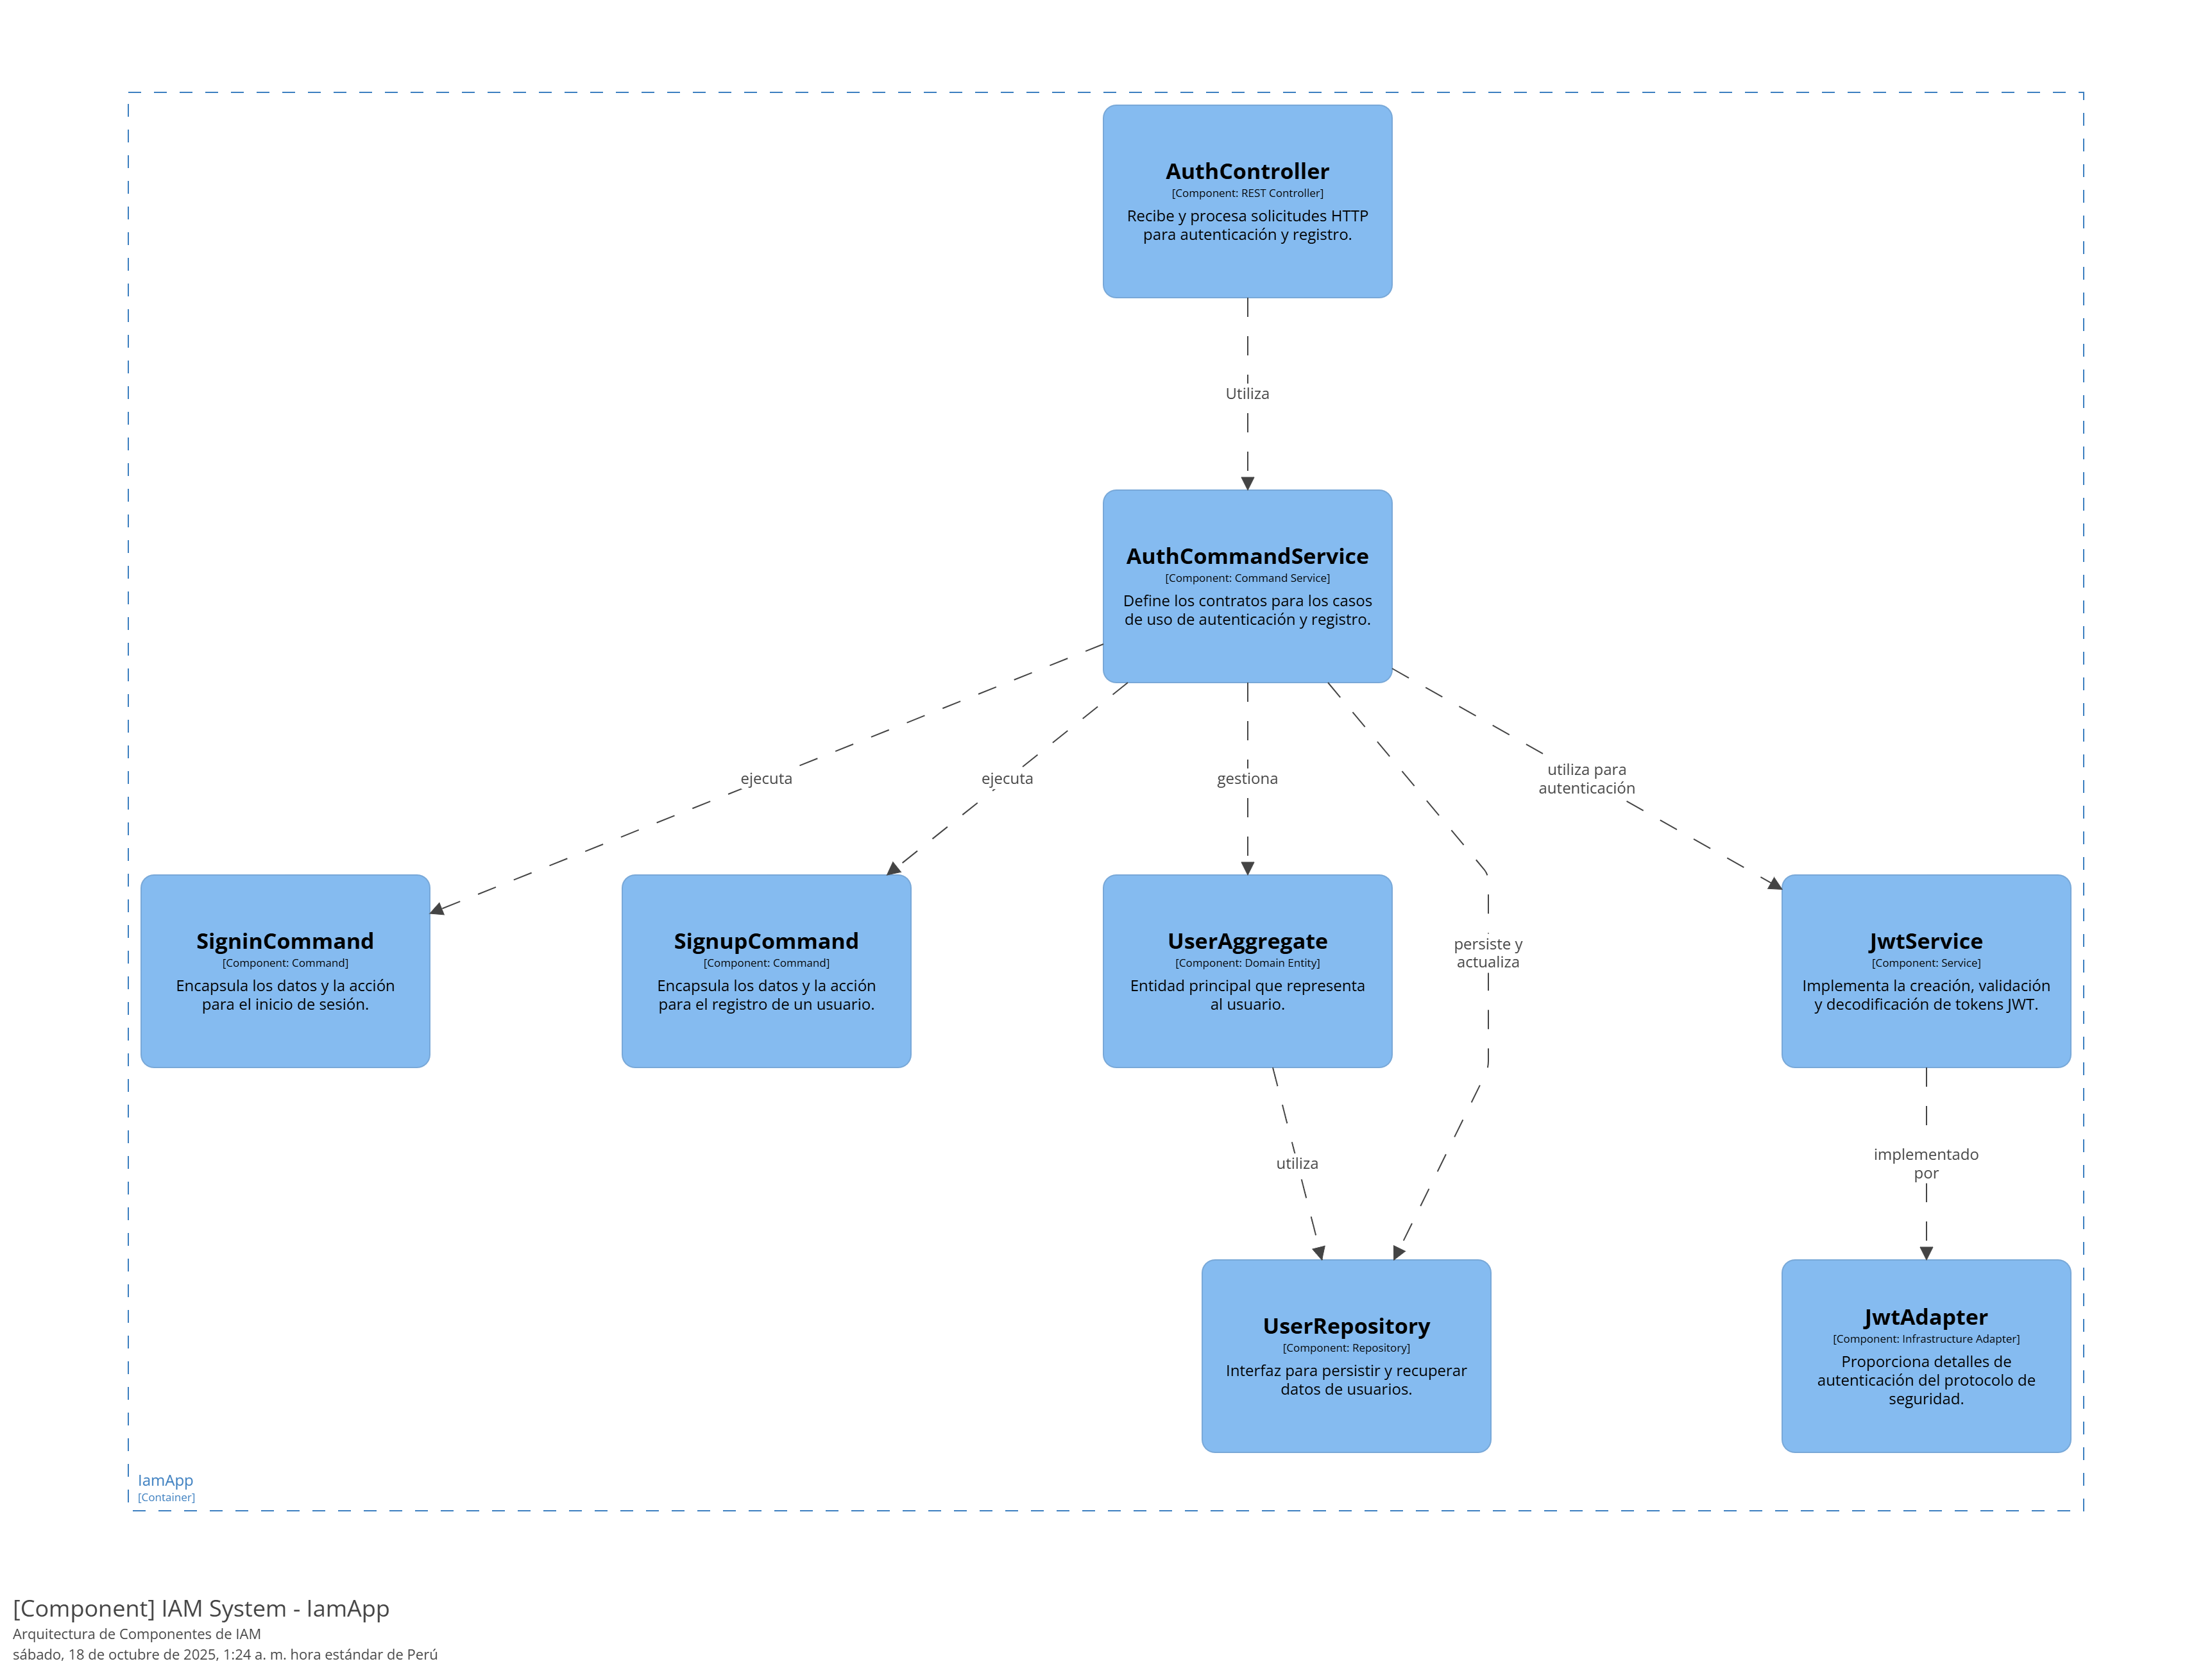 AuthController
[Component: REST Controller]
Recibe y procesa solicitudes HTTP
para autenticación y registro.
Utiliza
AuthCommandService
[Component: Command Service]
Define los contratos para los casos
de uso de autenticación y registro.
ejecuta
ejecuta
gestiona
utiliza para
autenticación
SigninCommand
[Component: Command]
Encapsula los datos y la acción
para el inicio de sesión.
SignupCommand
[Component: Command]
Encapsula los datos y la acción
para el registro de un usuario.
UserAggregate
[Component: Domain Entity]
Entidad principal que representa
al usuario.
persiste y
actualiza
JwtService
[Component: Service]
Implementa la creación, validación
y decodificación de tokens JWT.
utiliza
implementado
por
UserRepository
[Component: Repository]
Interfaz para persistir y recuperar
datos de usuarios.
JwtAdapter
[Component: Infrastructure Adapter]
Proporciona detalles de
autenticación del protocolo de
seguridad.
IamApp
[Container]
[Component] IAM System - IamApp
Arquitectura de Componentes de IAM
sábado, 18 de octubre de 2025, 1:24 a. m. hora estándar de Perú